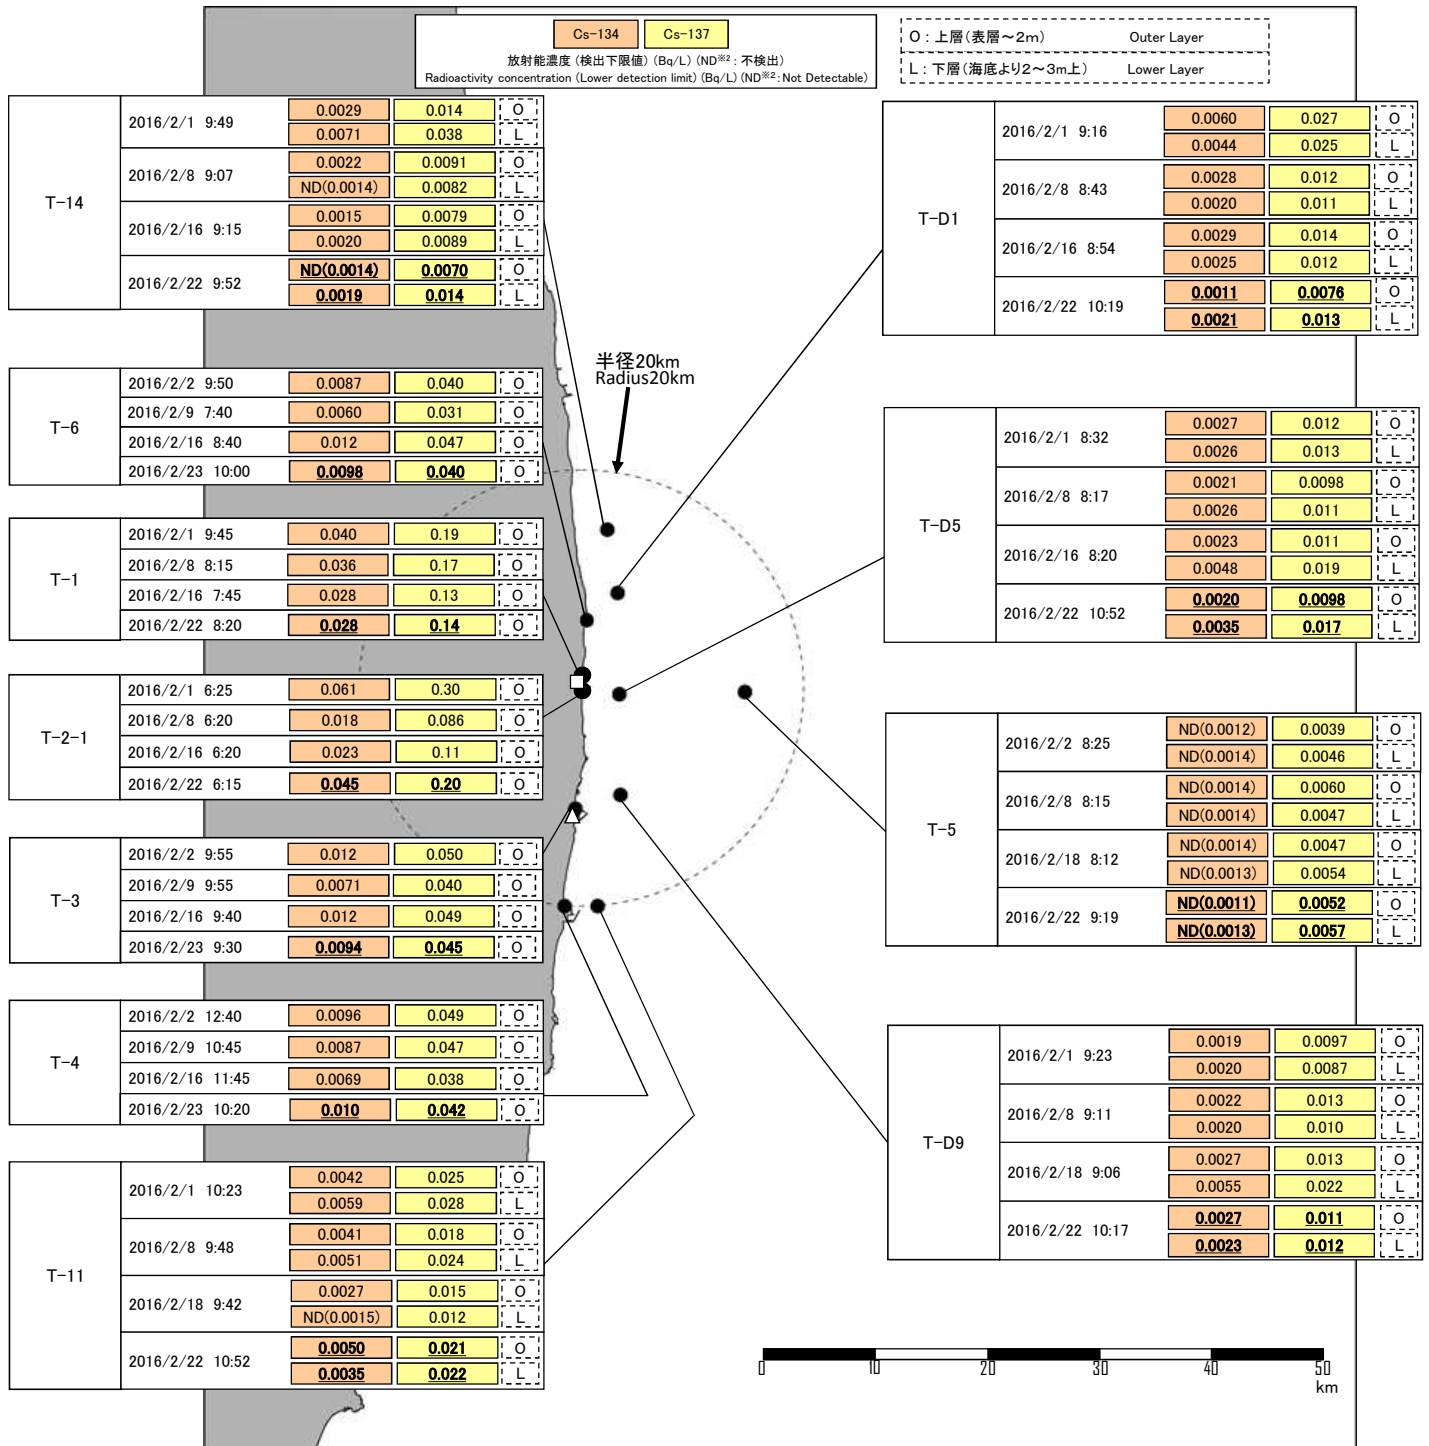 Cs-134 Cs-137
放射能濃度 (検出下限値) (Bq/L) (ND※2 : 不検出)
Radioactivity concentration (Lower detection limit) (Bq/L) (ND※2 : Not Detectable)
O : 上層(表層～2m) Outer Layer
L : 下層(海底より2～3m上) Lower Layer
T-14
2016/2/1 9:49
0.0029 0.014 O
0.0071 0.038 L
2016/2/8 9:07
0.0022 0.0091 O
ND(0.0014) 0.0082 L
2016/2/16 9:15
0.0015 0.0079 O
0.0020 0.0089 L
2016/2/22 9:52
ND(0.0014) 0.0070 O
0.0019 0.014 L
T-6
2016/2/2 9:50 0.0087 0.040 O
2016/2/9 7:40 0.0060 0.031 O
2016/2/16 8:40 0.012 0.047 O
2016/2/23 10:00 0.0098 0.040 O
T-1
2016/2/1 9:45 0.040 0.19 O
2016/2/8 8:15 0.036 0.17 O
2016/2/16 7:45 0.028 0.13 O
2016/2/22 8:20 0.028 0.14 O
T-2-1
2016/2/1 6:25 0.061 0.30 O
2016/2/8 6:20 0.018 0.086 O
2016/2/16 6:20 0.023 0.11 O
2016/2/22 6:15 0.045 0.20 O
T-3
2016/2/2 9:55 0.012 0.050 O
2016/2/9 9:55 0.0071 0.040 O
2016/2/16 9:40 0.012 0.049 O
2016/2/23 9:30 0.0094 0.045 O
T-4
2016/2/2 12:40 0.0096 0.049 O
2016/2/9 10:45 0.0087 0.047 O
2016/2/16 11:45 0.0069 0.038 O
2016/2/23 10:20 0.010 0.042 O
T-11
2016/2/1 10:23
0.0042 0.025 O
0.0059 0.028 L
2016/2/8 9:48
0.0041 0.018 O
0.0051 0.024 L
2016/2/18 9:42
0.0027 0.015 O
ND(0.0015) 0.012 L
2016/2/22 10:52
0.0050 0.021 O
0.0035 0.022 L
半径20km
Radius20km
T-D1
2016/2/1 9:16
0.0060 0.027 O
0.0044 0.025 L
2016/2/8 8:43
0.0028 0.012 O
0.0020 0.011 L
2016/2/16 8:54
0.0029 0.014 O
0.0025 0.012 L
2016/2/22 10:19
0.0011 0.0076 O
0.0021 0.013 L
T-D5
2016/2/1 8:32
0.0027 0.012 O
0.0026 0.013 L
2016/2/8 8:17
0.0021 0.0098 O
0.0026 0.011 L
2016/2/16 8:20
0.0023 0.011 O
0.0048 0.019 L
2016/2/22 10:52
0.0020 0.0098 O
0.0035 0.017 L
T-5
2016/2/2 8:25
ND(0.0012) 0.0039 O
ND(0.0014) 0.0046 L
2016/2/8 8:15
ND(0.0014) 0.0060 O
ND(0.0014) 0.0047 L
2016/2/18 8:12
ND(0.0014) 0.0047 O
ND(0.0013) 0.0054 L
2016/2/22 9:19
ND(0.0011) 0.0052 O
ND(0.0013) 0.0057 L
T-D9
2016/2/1 9:23
0.0019 0.0097 O
0.0020 0.0087 L
2016/2/8 9:11
0.0022 0.013 O
0.0020 0.010 L
2016/2/18 9:06
0.0027 0.013 O
0.0055 0.022 L
2016/2/22 10:17
0.0027 0.011 O
0.0023 0.012 L
0 10 20 30 40 50
km